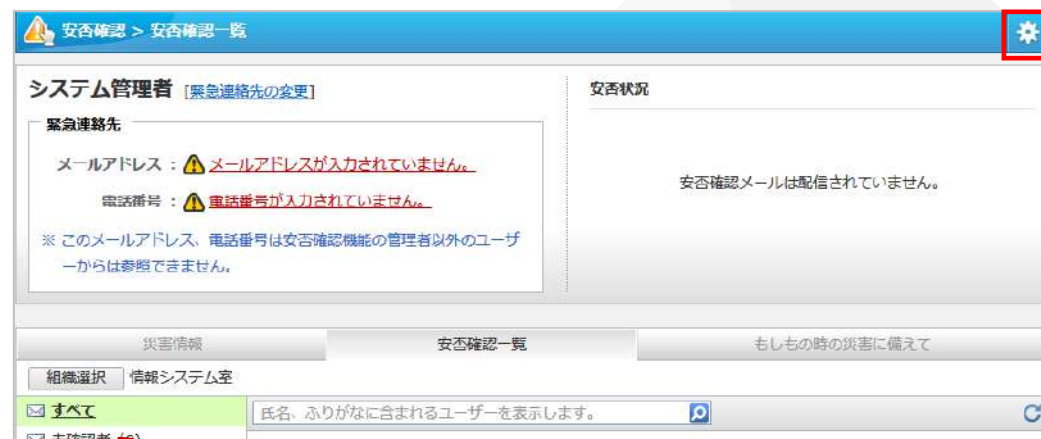 安否確認 > 安否確認一覧
システム管理者 [緊急連絡先の変更]
緊急連絡先
メールアドレス : メールアドレスが入力されていません。
電話番号 : 電話番号が入力されていません。
※ このメールアドレス、電話番号は安否確認機能の管理者以外のユーザ
ーからは参照できません。
安否状況
安否確認メールは配信されていません。
災害情報 安否確認一覧 もしもの時の災害に備えて
組織選択 情報システム室
すべて
氏名、ふりがなに含まれるユーザーを表示します。
未確認者